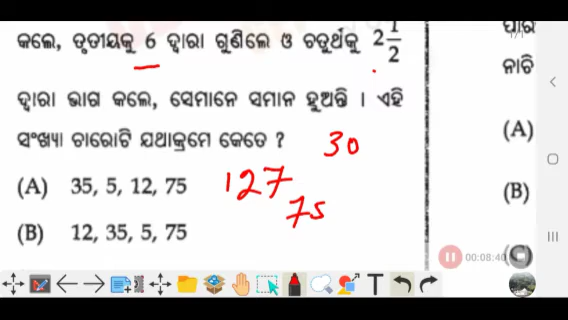 କଲେ, ତୃତୀୟକୁ 6 ଦ୍ୱାରା ଗୁଣିଲେ ଓ ଚତୁର୍ଥକୁ 2 1/2
ଦ୍ୱାରା ଭାଗ କଲେ, ସେମାନେ ସମାନ ହୁଅନ୍ତି । ଏହି
ସଂଖ୍ୟା ଚାରୋଟି ଯଥାକ୍ରମେ କେତେ ?
30
(A) 35, 5, 12, 75
127
75
(B) 12, 35, 5, 75
ନାଚି
(A)
(B)
00:08:40
T